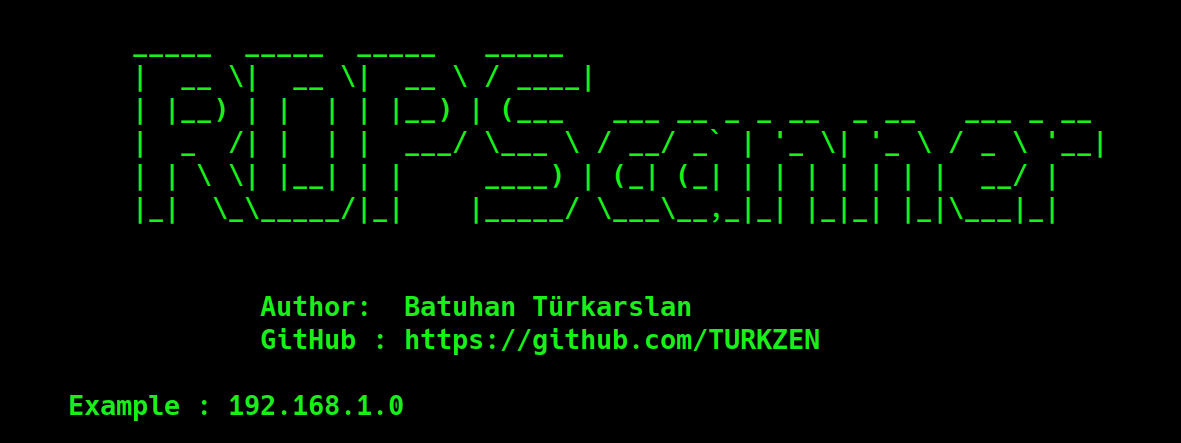 RDPScanner
Author: Batuhan Türkarslan
GitHub : https://github.com/TURKZEN
Example : 192.168.1.0